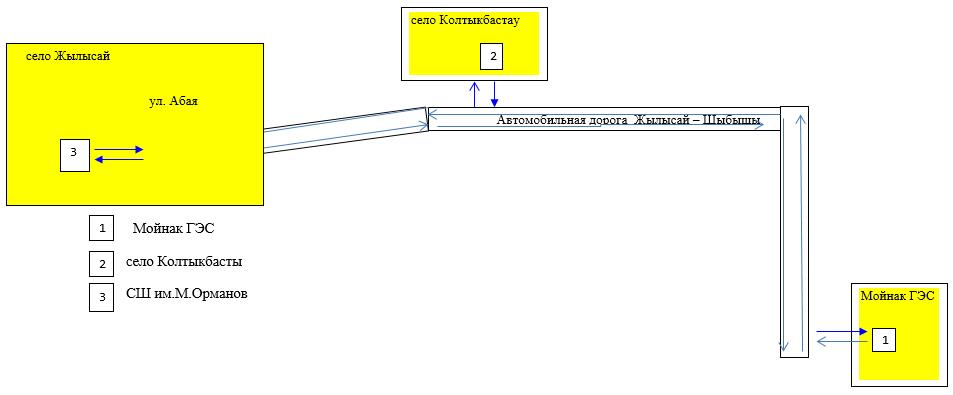 село Колтыкбастау
2
село Жылысай
ул. Абая
Автомобильная дорога Жылысай – Шыбышы
3
1 Мойнак ГЭС
2 село Колтыкбасты
3 СШ им.М.Орманов
Мойнак ГЭС
1